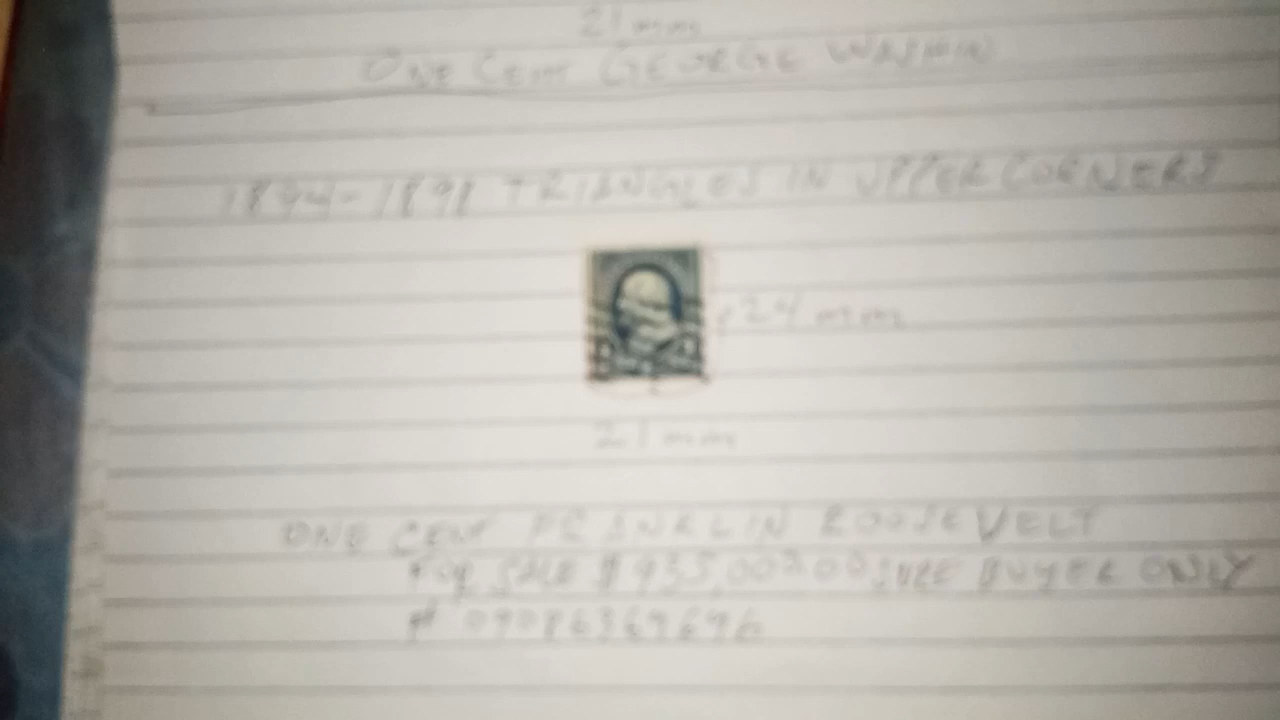 21mm
ONE CENT GEORGE WASHIN
1894-1898 TRIANGLES IN UPPER CORNERS
24 mm
21mm
ONE CENT FRANKLIN ROOSEVELT
FOR SALE $ 935,000.00 SURE BUYER ONLY